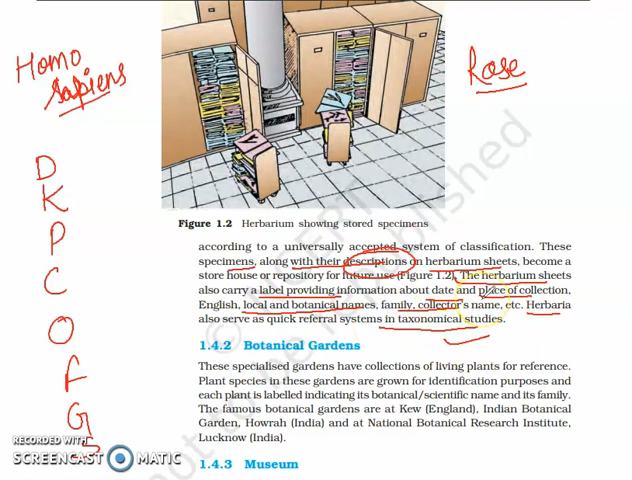 Homo
Sapiens
Rose
D
K
P
C
O
F
G
S
Figure 1.2 Herbarium showing stored specimens
according to a universally accepted system of classification. These
specimens, along with their descriptions on herbarium sheets, become a
store house or repository for future use (Figure 1.2). The herbarium sheets
also carry a label providing information about date and place of collection,
English, local and botanical names, family, collector's name, etc. Herbaria
also serve as quick referral systems in taxonomical studies.
1.4.2 Botanical Gardens
These specialised gardens have collections of living plants for reference.
Plant species in these gardens are grown for identification purposes and
each plant is labelled indicating its botanical/scientific name and its family.
The famous botanical gardens are at Kew (England), Indian Botanical
Garden, Howrah (India) and at National Botanical Research Institute,
Lucknow (India).
1.4.3 Museum
RECORDED WITH
SCREENCAST MATIC